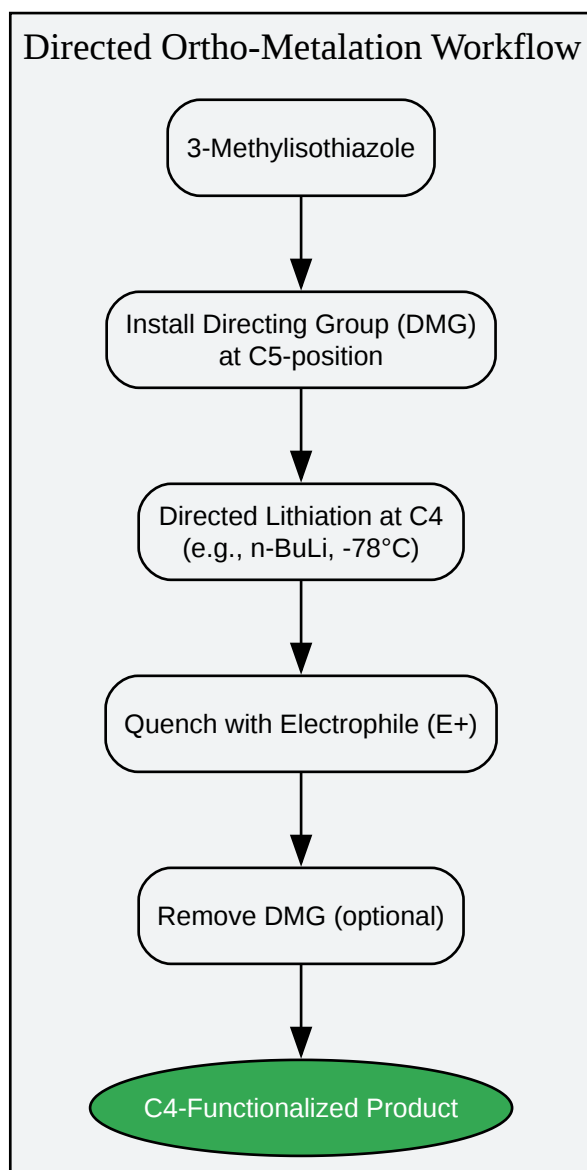 Directed Ortho-Metalation Workflow
3-Methylisothiazole
Install Directing Group (DMG)
at C5-position
Directed Lithiation at C4
(e.g., n-BuLi, -78°C)
Quench with Electrophile (E+)
Remove DMG (optional)
C4-Functionalized Product